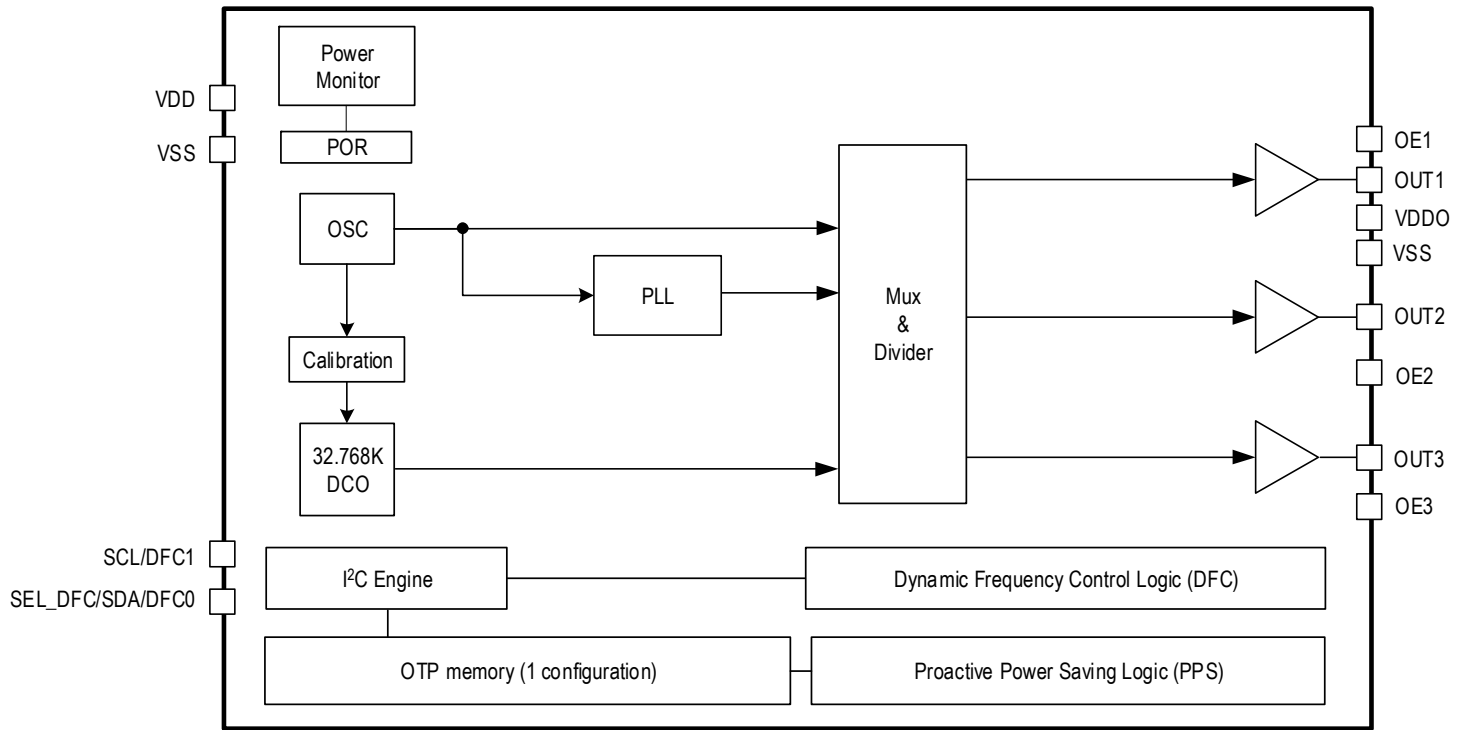 Power
Monitor
VDD
VSS
POR
OSC
PLL
Calibration
32.768K
DCO
Mux
&
Divider
OE1
OUT1
VDDO
VSS
OUT2
OE2
OUT3
OE3
SCL/DFC1
SEL_DFC/SDA/DFC0
I²C Engine
Dynamic Frequency Control Logic (DFC)
OTP memory (1 configuration)
Proactive Power Saving Logic (PPS)